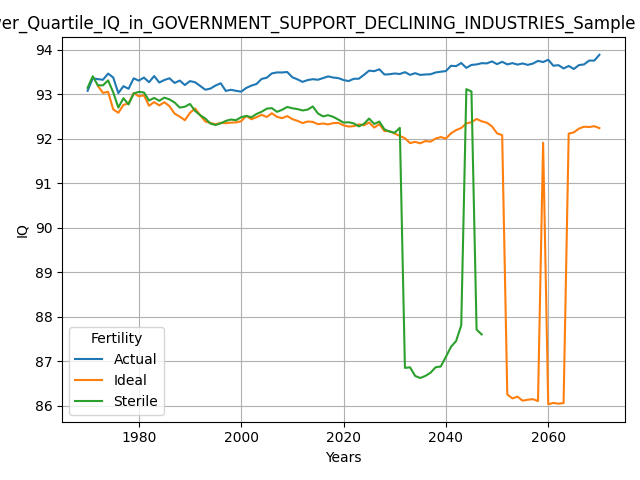 er_Quartile_IQ_in_GOVERNMENT_SUPPORT_DECLINING_INDUSTRIES_Sample
94
93
92
91
90
89
88
87
86
IQ
Fertility
Actual
Ideal
Sterile
1980
2000
2020
2040
2060
Years